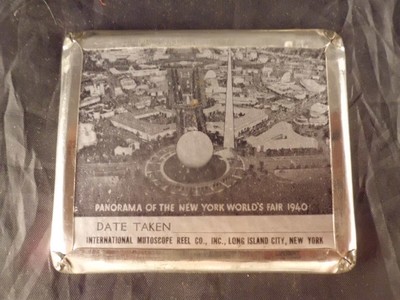 PANORAMA OF THE NEW YORK WORLD'S FAIR 1940
DATE TAKEN
INTERNATIONAL MUTOSCOPE REEL CO., INC., LONG ISLAND CITY, NEW YORK